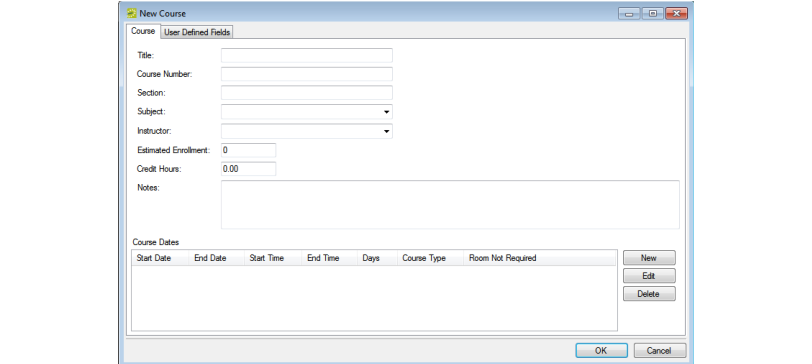 New Course
Course User Defined Fields
Title:
Course Number:
Section:
Subject:
Instructor:
Estimated Enrollment: 0
Credit Hours: 0.00
Notes:
Course Dates
Start Date End Date Start Time End Time Days Course Type Room Not Required
New
Edit
Delete
OK Cancel